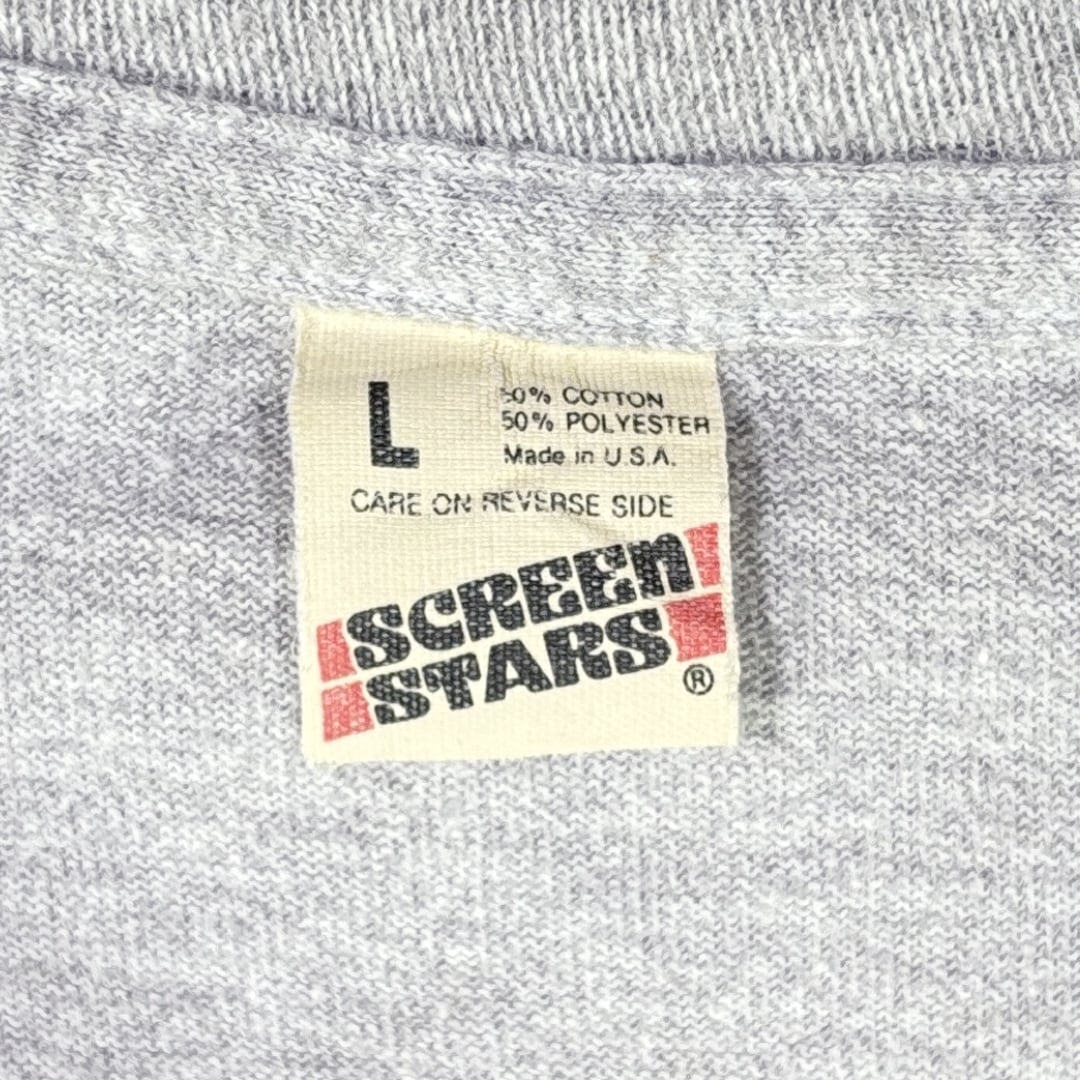 L
50% COTTON
50% POLYESTER
Made in U.S.A.
CARE ON REVERSE SIDE
SCREEN
STARS
®